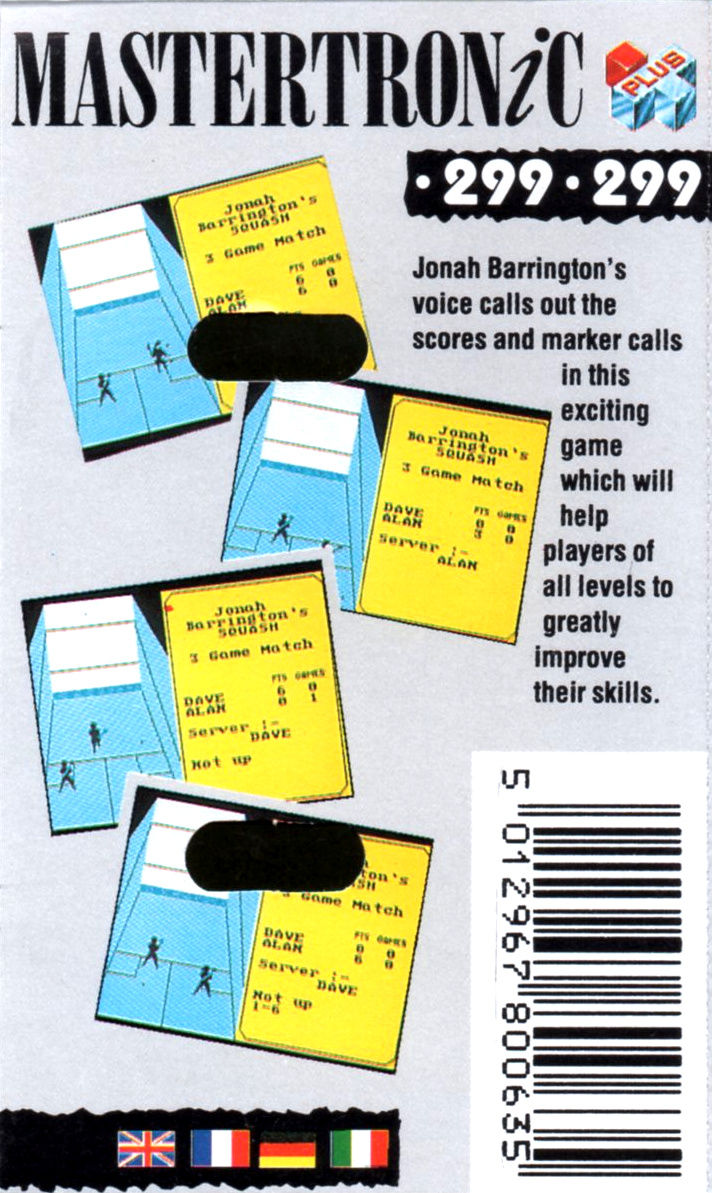 MASTERTRONiC
PLUS
· 299 · 299
Jonah Barrington's
voice calls out the
scores and marker calls
in this
exciting
game
which will
help
players of
all levels to
greatly
improve
their skills.
Jonah
Barrington's
SQUASH
3 Game Match
PTS GAMES
DAVE 6 0
ALAN 6 0
Jonah
Barrington's
SQUASH
3 Game Match
PTS GAMES
DAVE 0 0
ALAN 3 0
Server :=
ALAN
Jonah
Barrington's
SQUASH
3 Game Match
PTS GAMES
DAVE 6 0
ALAN 0 1
Server :=
DAVE
Not up
ton's
SH
Game Match
PTS GAMES
DAVE 0 0
ALAN 6 0
Server :=
DAVE
Not up
1=6
5 012967 800635